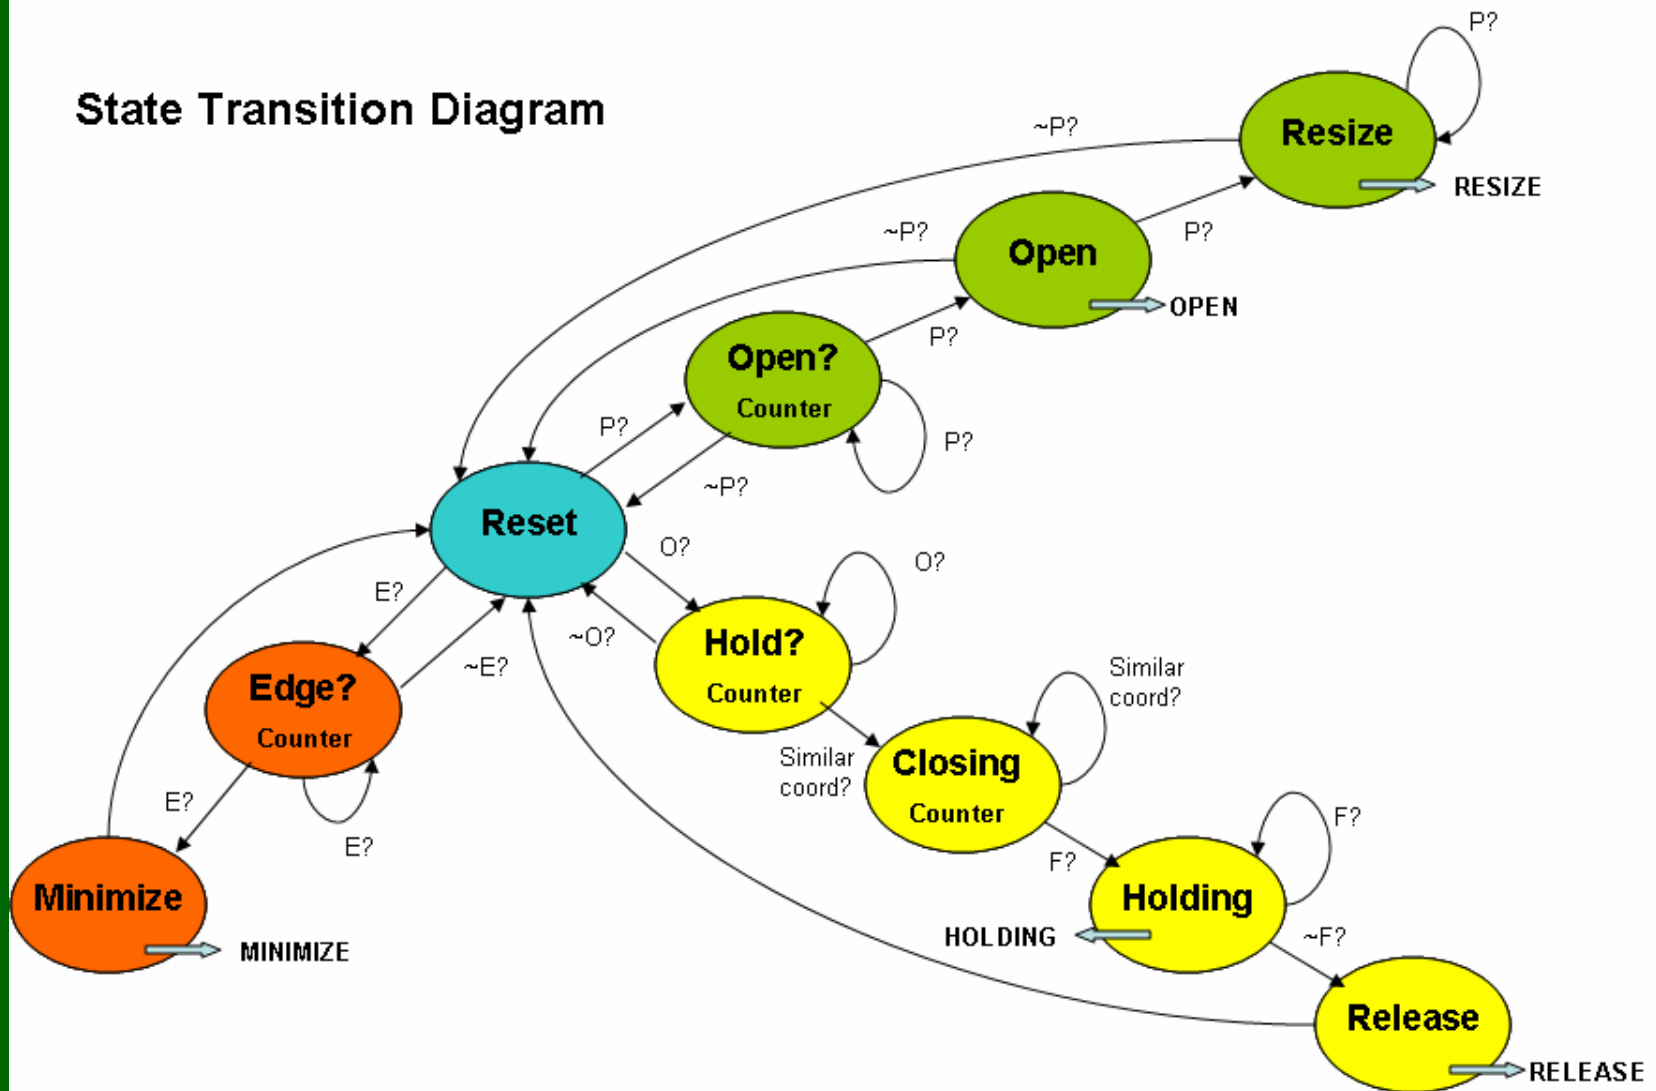 P?
State Transition Diagram
~P?
Resize
RESIZE
~P?
P?
Open
OPEN
P?
Open?
Counter
P?
P?
~P?
Reset
O?
O?
E?
~O?
Hold?
Counter
~E?
Edge?
Counter
Similar
coord?
Similar
coord?
Closing
Counter
E?
E?
F?
F?
Minimize
MINIMIZE
Holding
HOLDING
~F?
Release
RELEASE